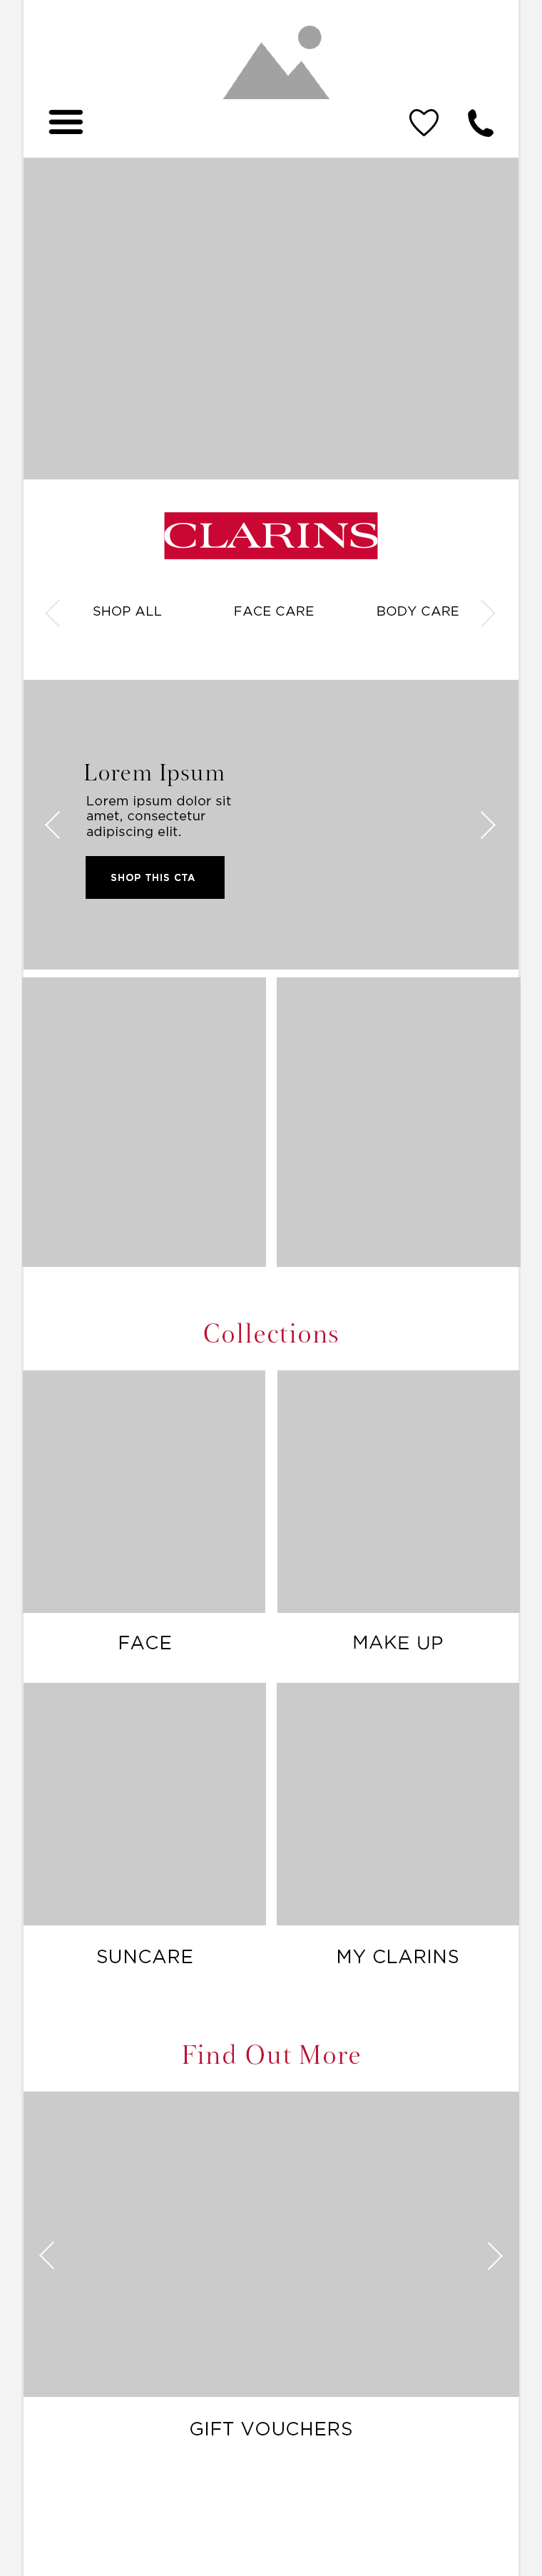 CLARINS
SHOP ALL
FACE CARE
BODY CARE
Lorem Ipsum
Lorem ipsum dolor sit
amet, consectetur
adipiscing elit.
SHOP THIS CTA
Collections
FACE
MAKE UP
SUNCARE
MY CLARINS
Find Out More
GIFT VOUCHERS